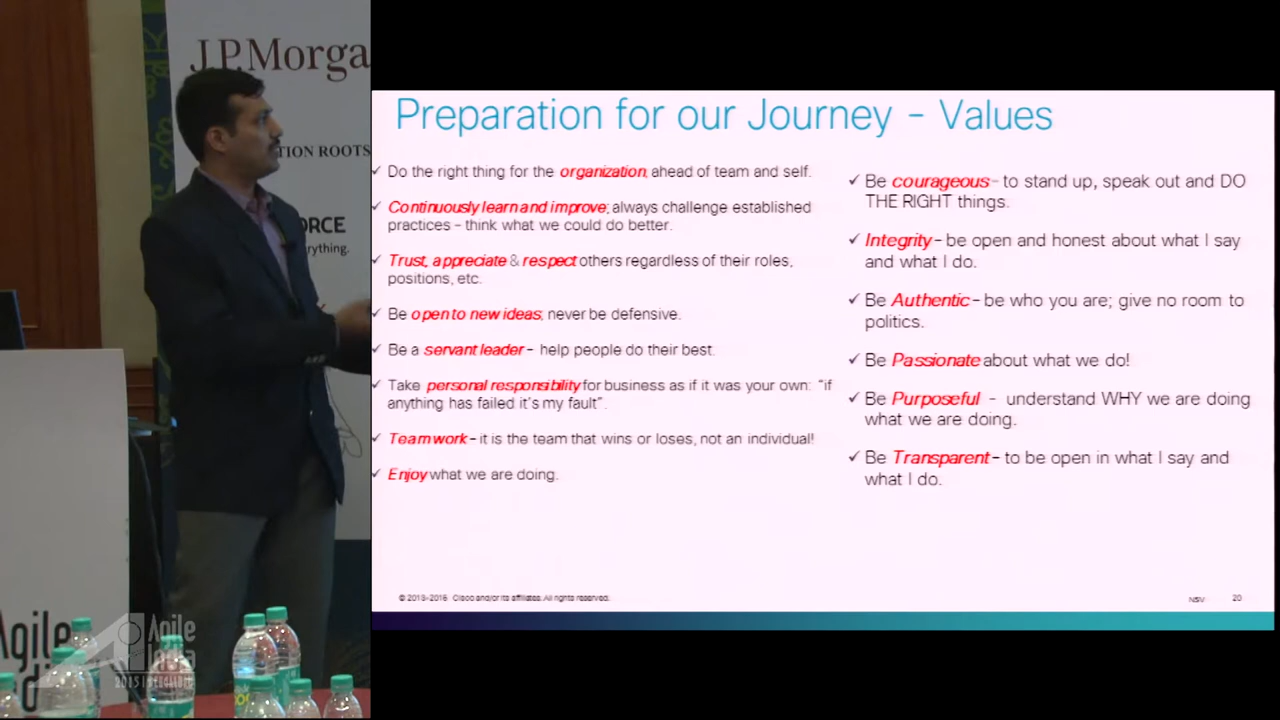 J.P.Morga
TION ROOTS
ORCE
rything.
Preparation for our Journey - Values
✓ Do the right thing for the organization, ahead of team and self.
✓ Continuously learn and improve; always challenge established
practices - think what we could do better.
✓ Trust, appreciate & respect others regardless of their roles,
positions, etc.
✓ Be open to new ideas, never be defensive.
✓ Be a servant leader - help people do their best.
✓ Take personal responsibility for business as if it was your own: "if
anything has failed it's my fault".
✓ Teamwork - it is the team that wins or loses, not an individual!
✓ Enjoy what we are doing.
✓ Be courageous - to stand up, speak out and DO
THE RIGHT things.
✓ Integrity - be open and honest about what I say
and what I do.
✓ Be Authentic - be who you are; give no room to
politics.
✓ Be Passionate about what we do!
✓ Be Purposeful - understand WHY we are doing
what we are doing.
✓ Be Transparent - to be open in what I say and
what I do.
© 2013-2016 Cisco and/or its affiliates. All rights reserved.
NSV
20
Agile
India
2015 | BENGALURU
Agile